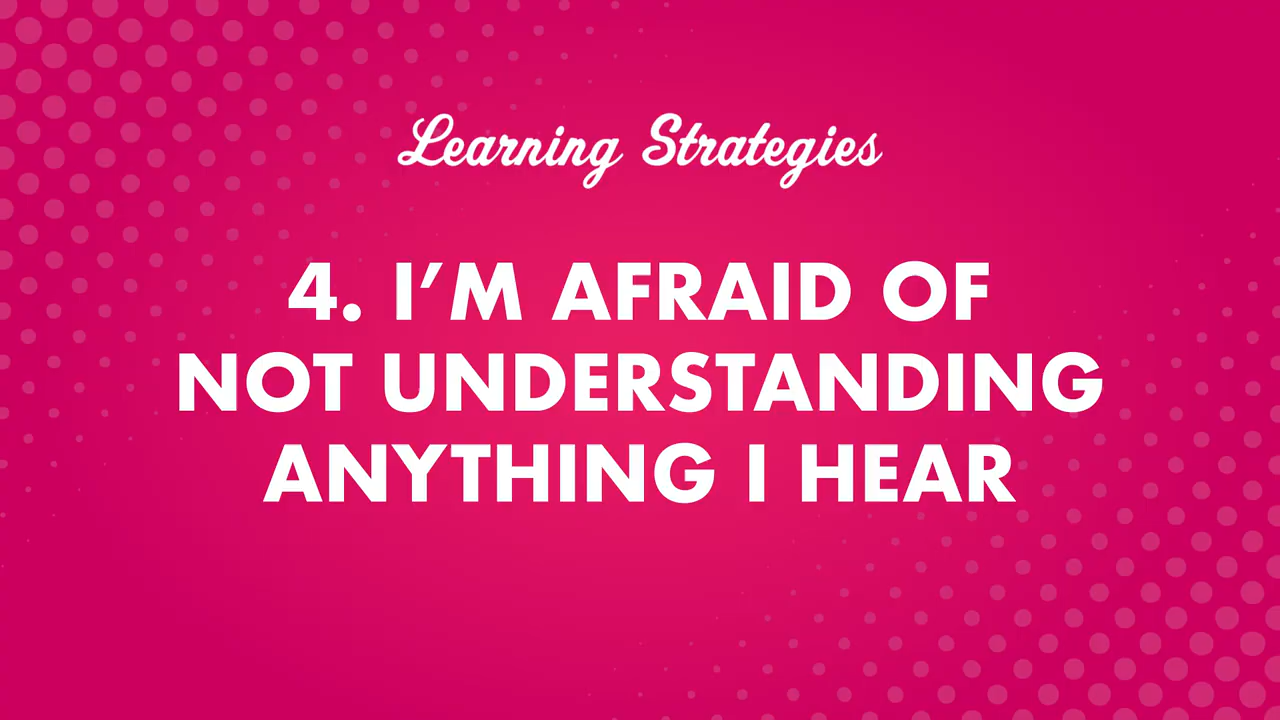 Learning Strategies
4. I’M AFRAID OF
NOT UNDERSTANDING
ANYTHING I HEAR